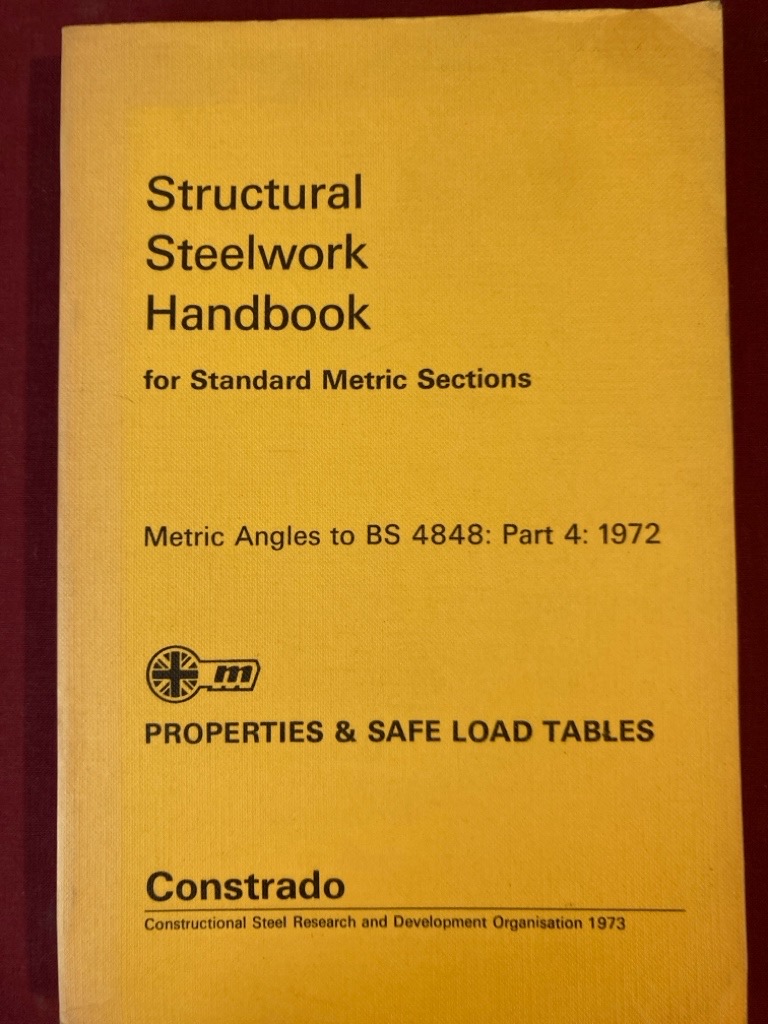 Structural
Steelwork
Handbook
for Standard Metric Sections
Metric Angles to BS 4848: Part 4: 1972
m
PROPERTIES & SAFE LOAD TABLES
Constrado
Constructional Steel Research and Development Organisation 1973